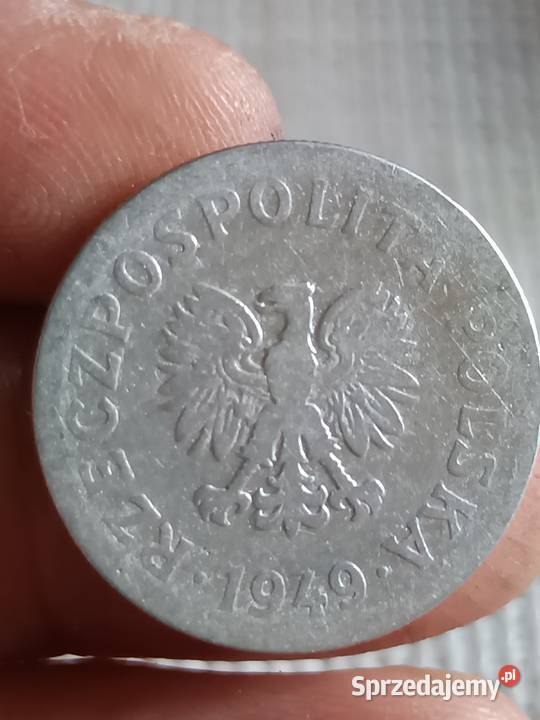 RZECZPOSPOLITA POLSKA
· 1949 ·
Sprzedajemy.pl